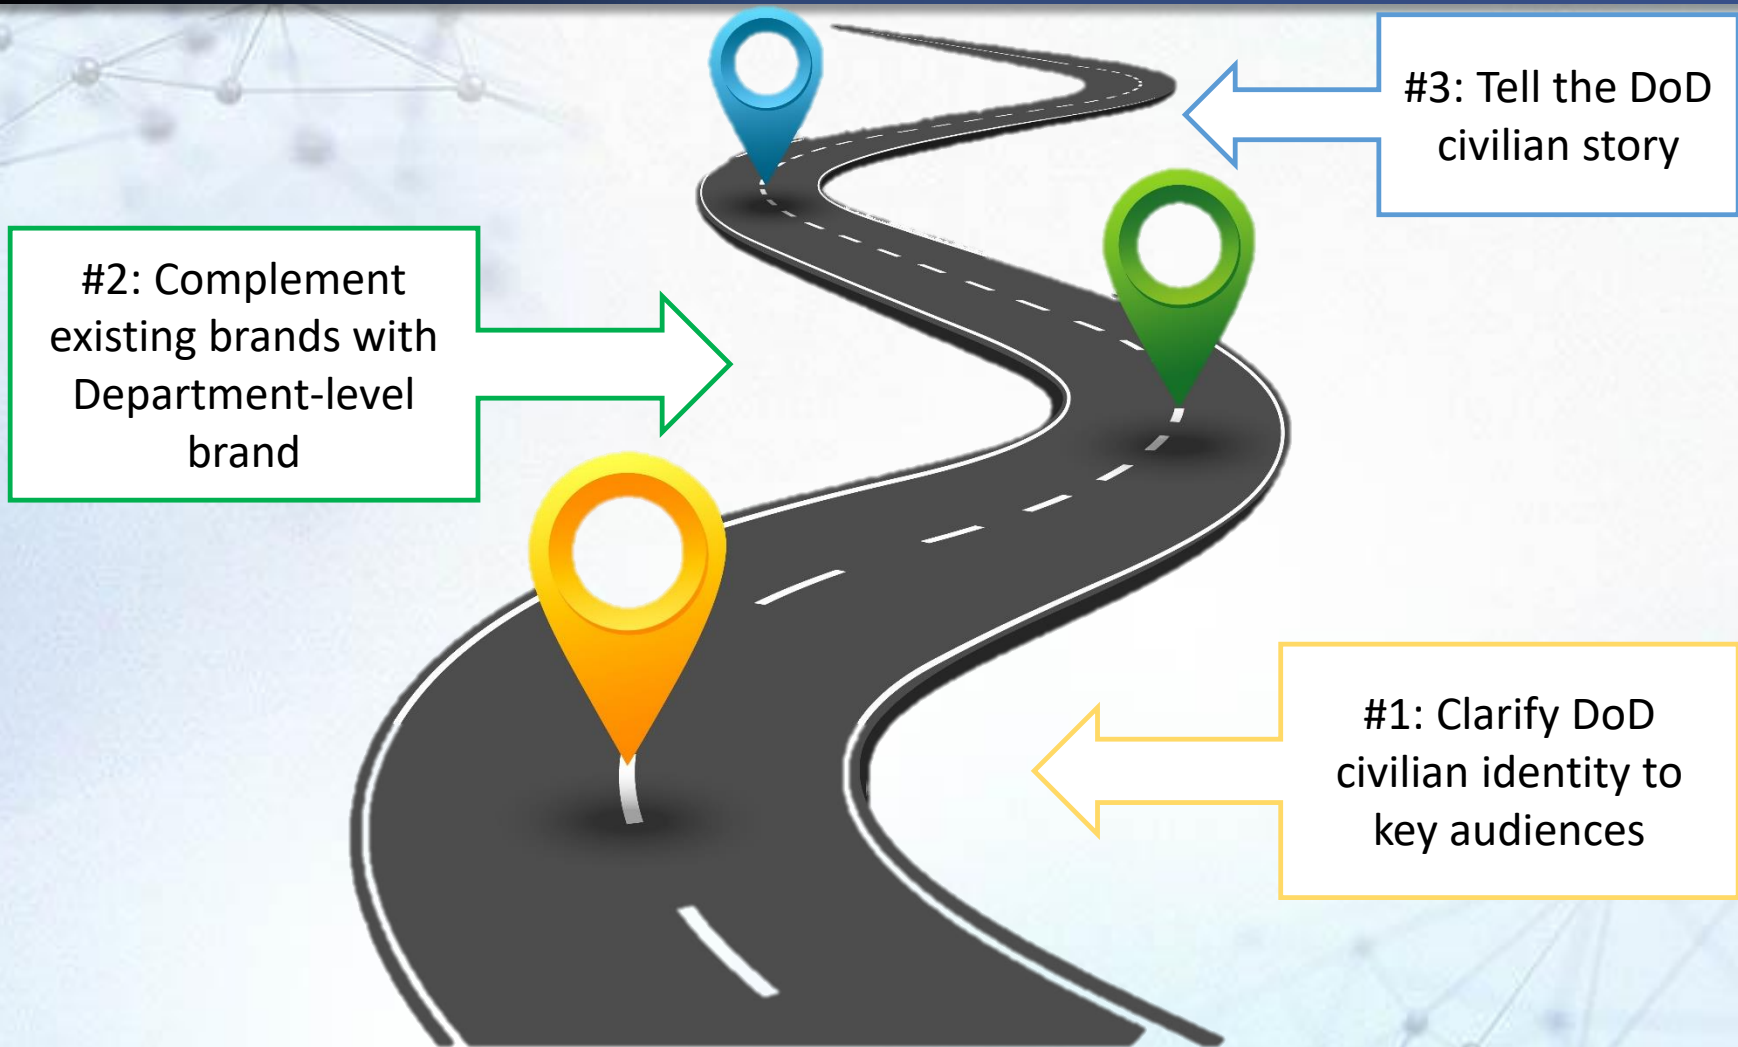 #3: Tell the DoD
civilian story
#2: Complement
existing brands with
Department-level
brand
#1: Clarify DoD
civilian identity to
key audiences